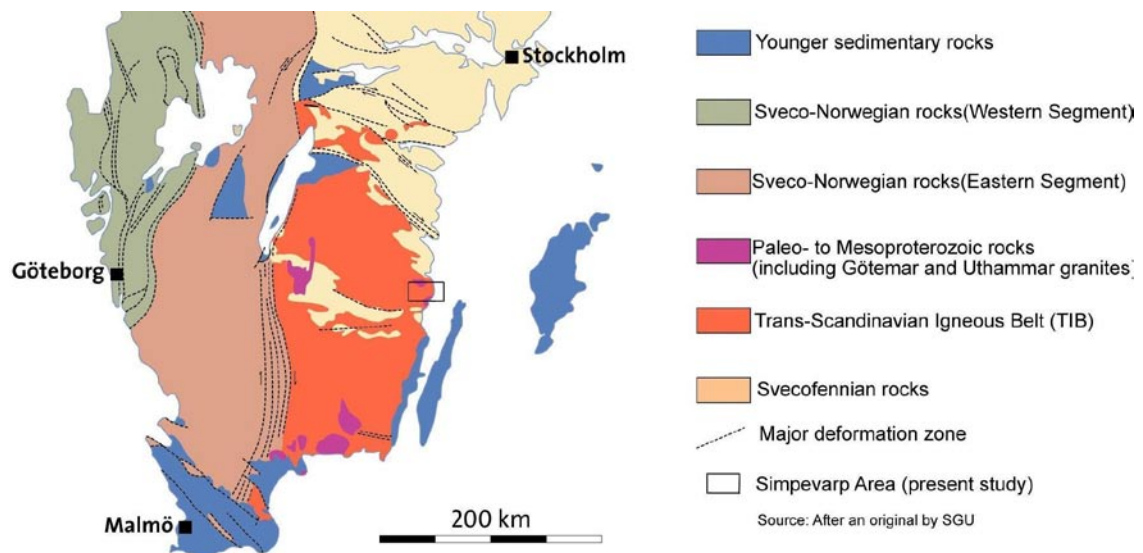 Stockholm
Göteborg
Malmö
200 km
Younger sedimentary rocks
Sveco-Norwegian rocks(Western Segment)
Sveco-Norwegian rocks(Eastern Segment)
Paleo- to Mesoproterozoic rocks
(including Götemar and Uthammar granites)
Trans-Scandinavian Igneous Belt (TIB)
Svecofennian rocks
Major deformation zone
Simpevarp Area (present study)
Source: After an original by SGU